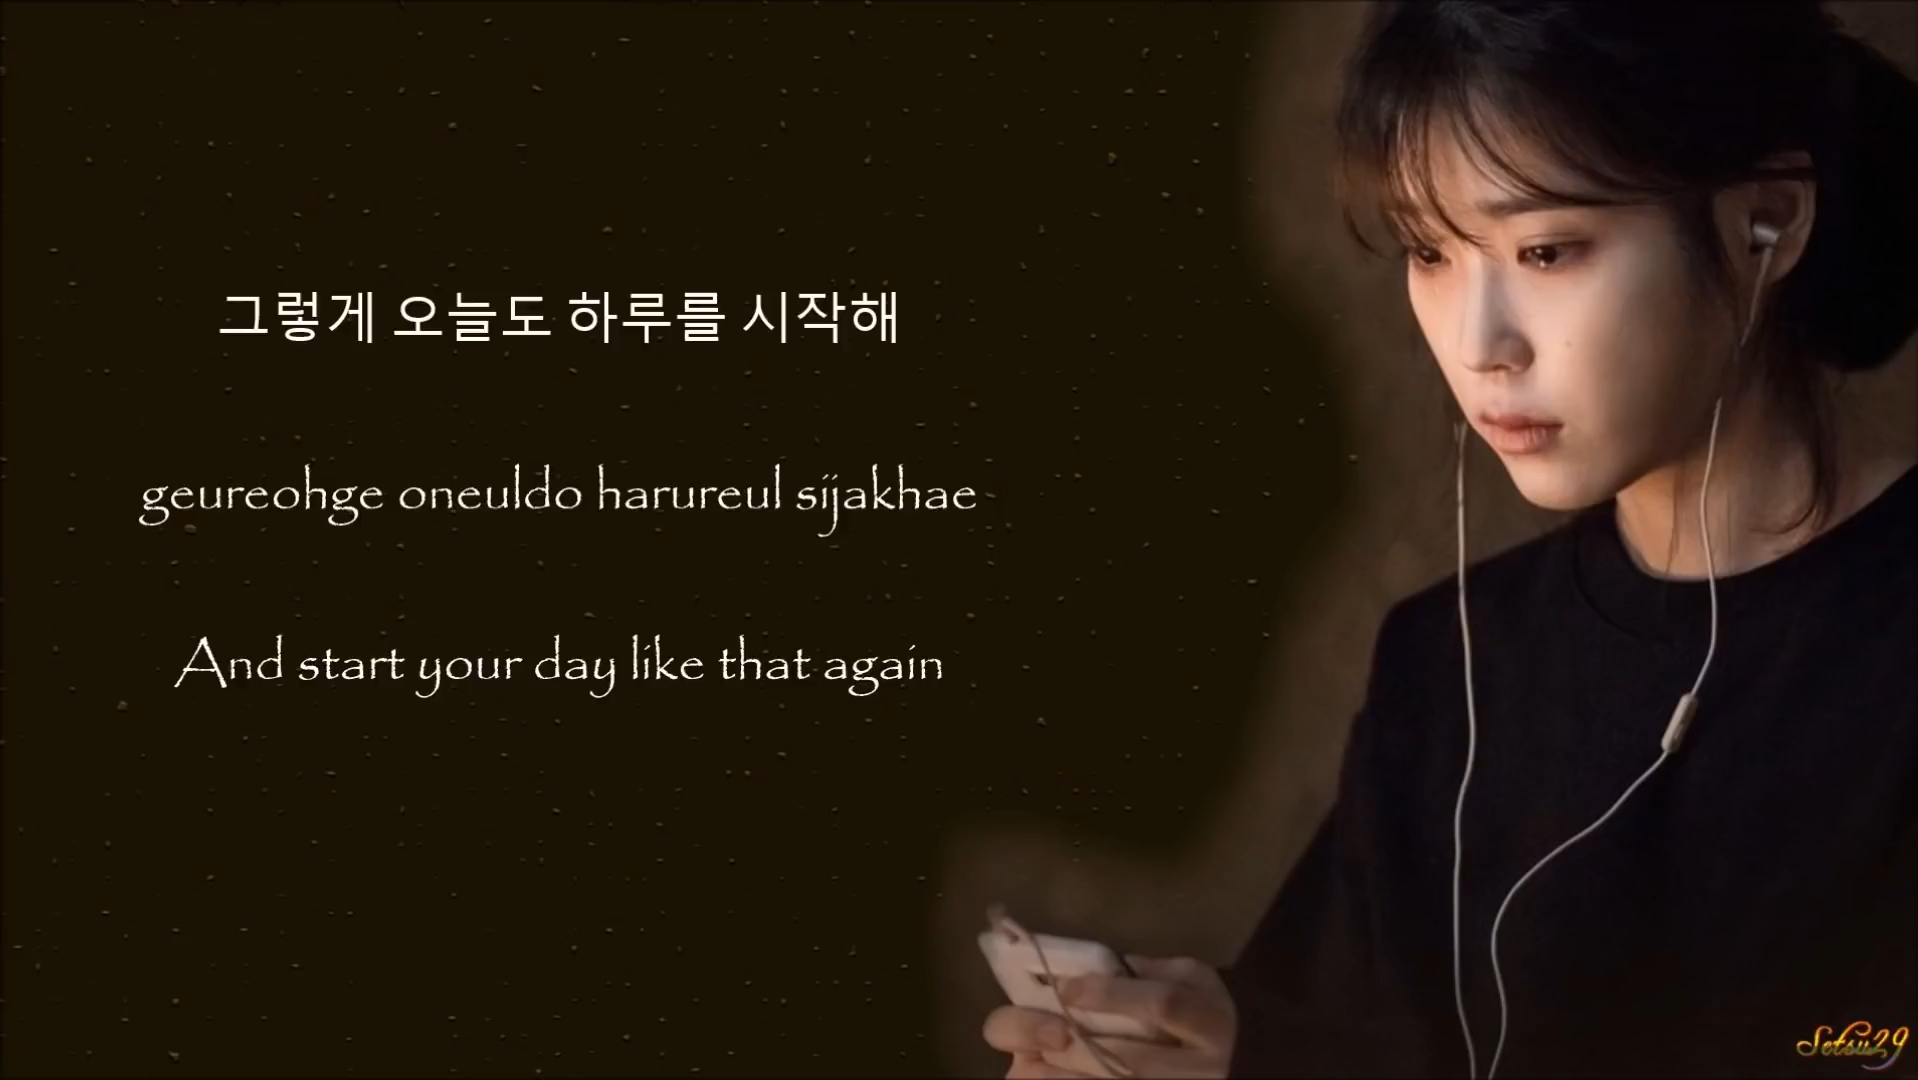 그렇게 오늘도 하루를 시작해
geureohge oneuldo harureul sijakhae
And start your day like that again
Setsu29